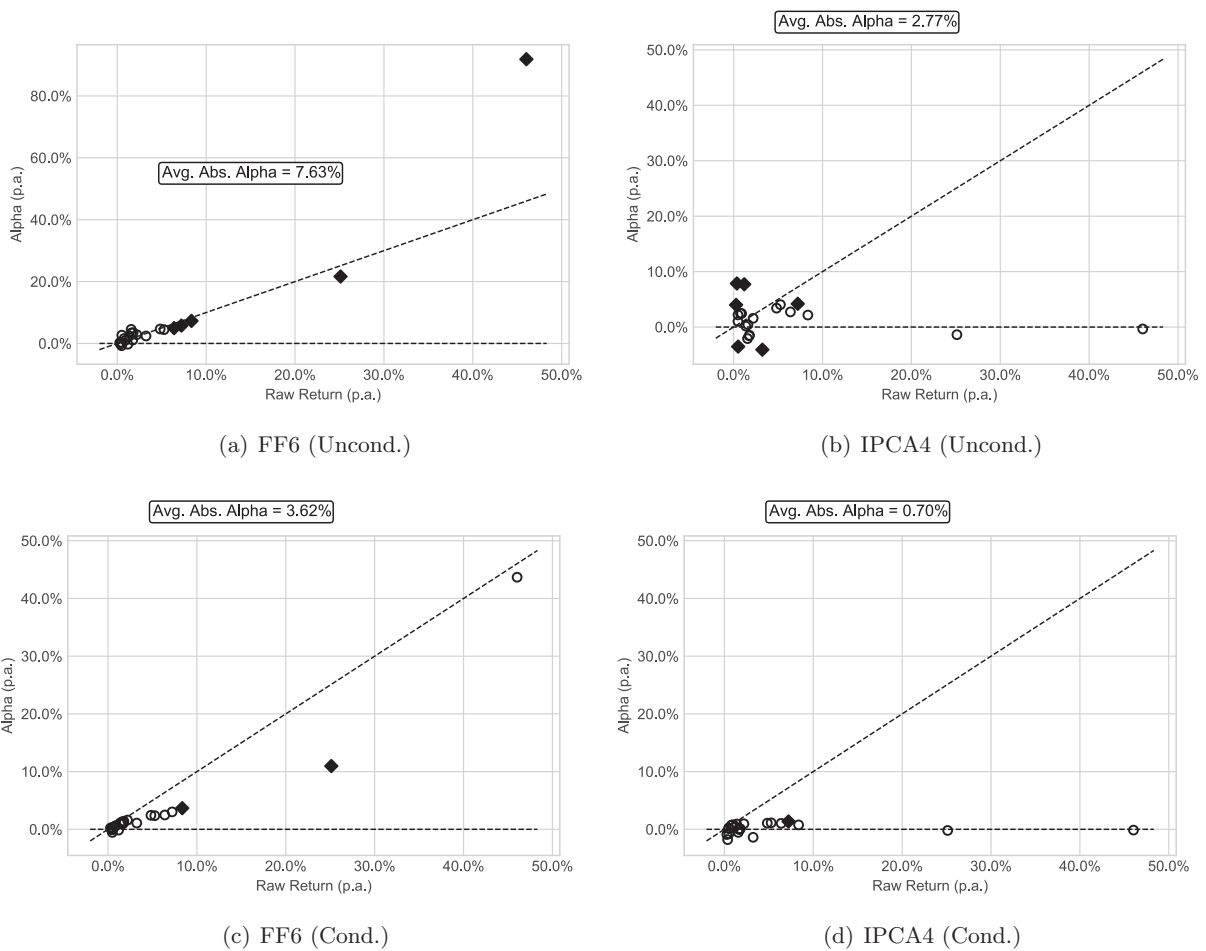 Avg. Abs. Alpha = 2.77%
80.0%
60.0%
40.0%
20.0%
0.0%
Alpha (p.a.)
Avg. Abs. Alpha = 7.63%
0.0% 10.0% 20.0% 30.0% 40.0% 50.0%
Raw Return (p.a.)
(a) FF6 (Uncond.)
50.0%
40.0%
30.0%
20.0%
10.0%
0.0%
Alpha (p.a.)
0.0% 10.0% 20.0% 30.0% 40.0% 50.0%
Raw Return (p.a.)
(b) IPCA4 (Uncond.)
Avg. Abs. Alpha = 3.62%
50.0%
40.0%
30.0%
20.0%
10.0%
0.0%
Alpha (p.a.)
0.0% 10.0% 20.0% 30.0% 40.0% 50.0%
Raw Return (p.a.)
(c) FF6 (Cond.)
Avg. Abs. Alpha = 0.70%
50.0%
40.0%
30.0%
20.0%
10.0%
0.0%
Alpha (p.a.)
0.0% 10.0% 20.0% 30.0% 40.0% 50.0%
Raw Return (p.a.)
(d) IPCA4 (Cond.)